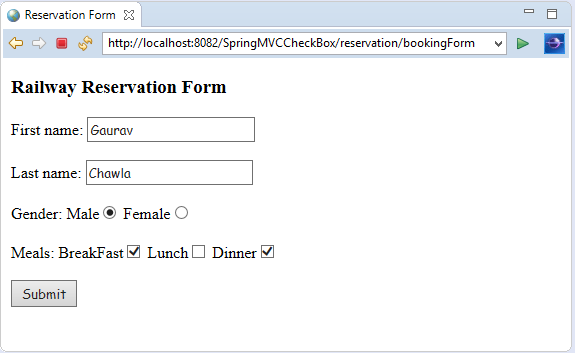 Reservation Form
http://localhost:8082/SpringMVCCheckBox/reservation/bookingForm
Railway Reservation Form
First name: Gaurav
Last name: Chawla
Gender: Male Female
Meals: BreakFast Lunch Dinner
Submit